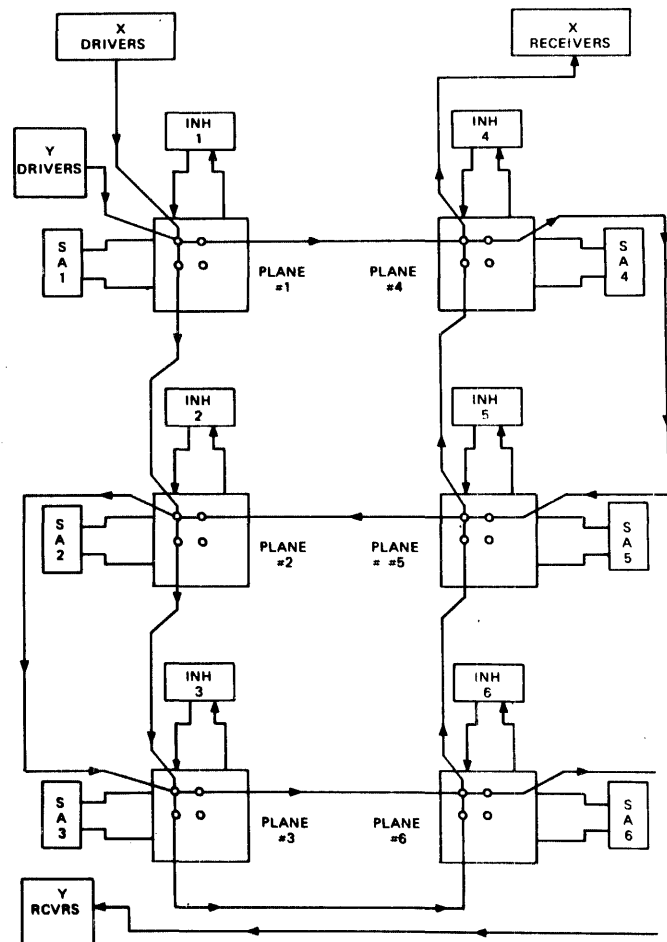 X
DRIVERS
X
RECEIVERS
INH
1
INH
4
Y
DRIVERS
S
A
1
PLANE
#1
PLANE
#4
S
A
4
INH
2
INH
5
S
A
2
PLANE
#2
PLANE
# #5
S
A
5
INH
3
INH
6
S
A
3
PLANE
#3
PLANE
#6
S
A
6
Y
RCVRS